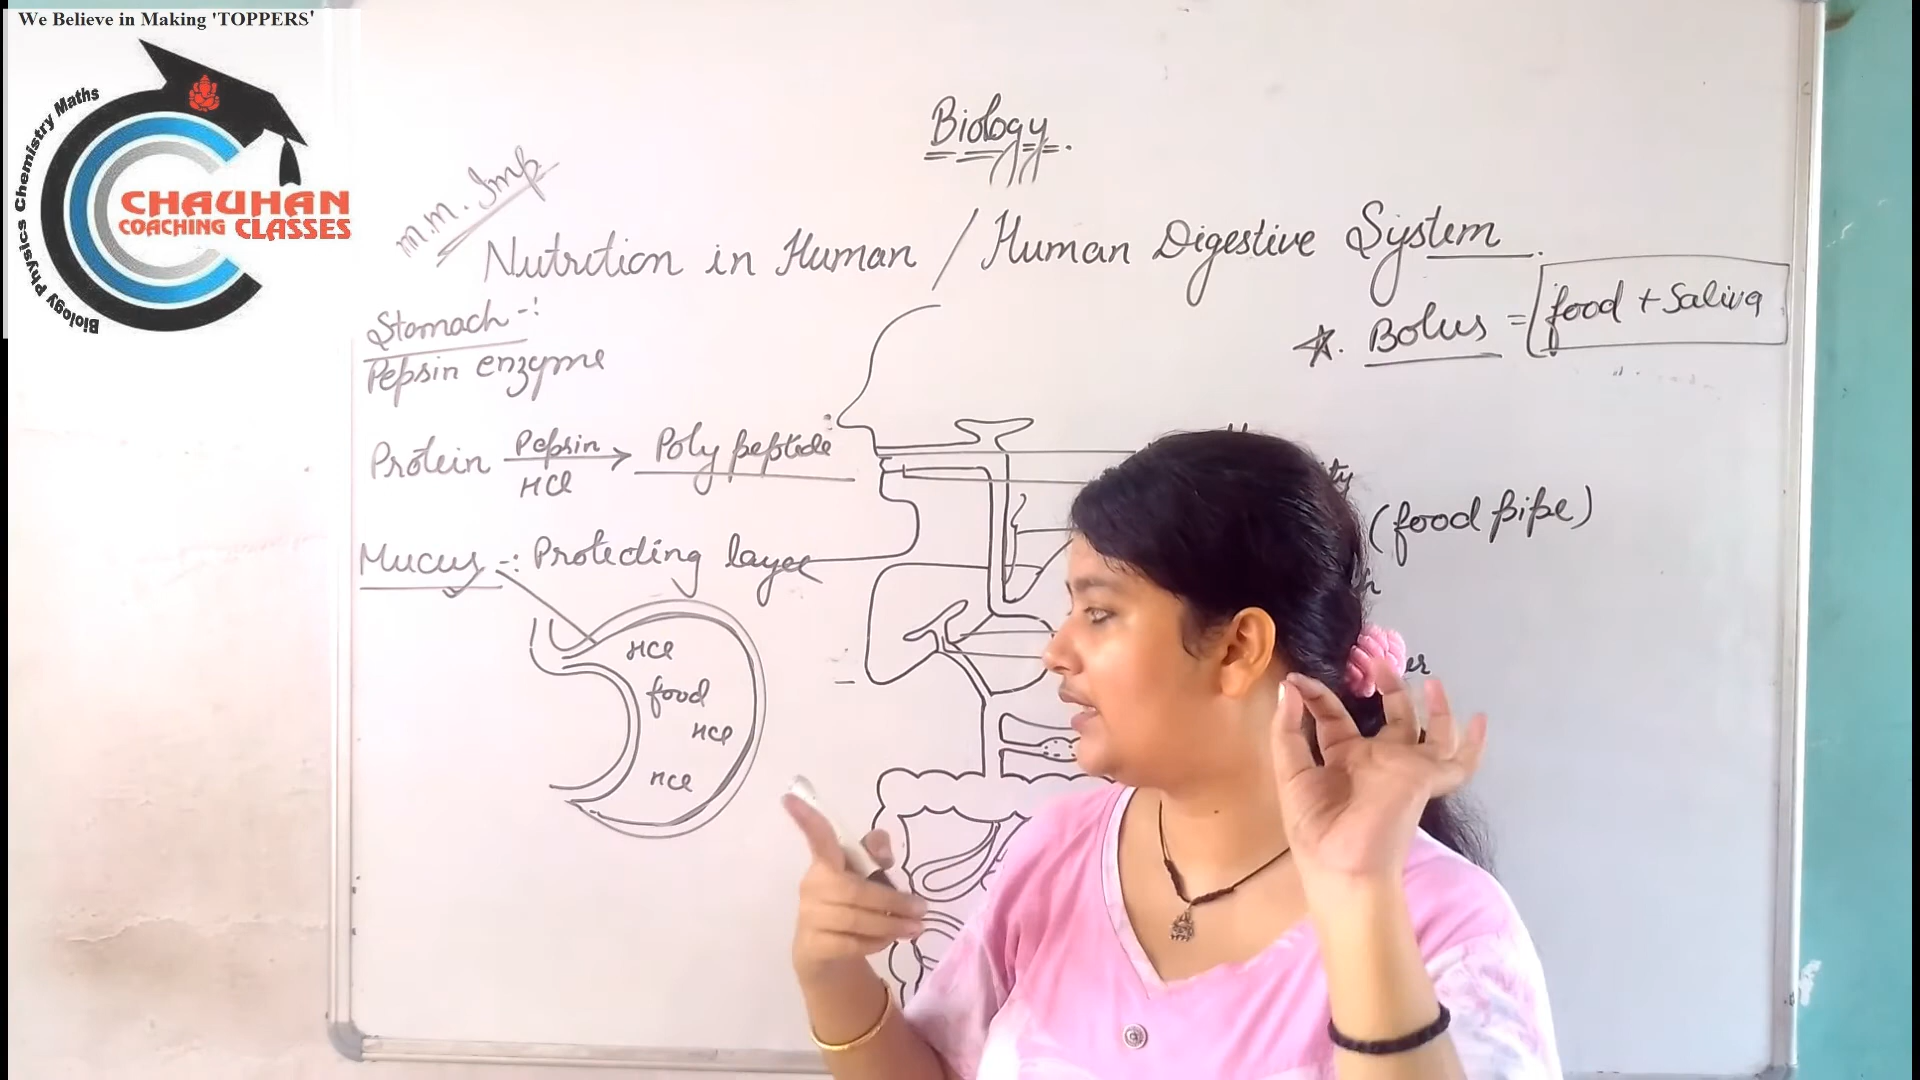 We Believe in Making 'TOPPERS'
Biology Physics Chemistry Maths
CHAUHAN
COACHING CLASSES
Biology.
M.M. Imp
Nutrition in Human / Human Digestive System.
Stomach -:
Pepsin enzyme
*. Bolus = food + Saliva
Protein Pepsin HCl → Poly peptide
(food pipe)
Mucus -: Protecting layer
HCl
food
HCl
HCl